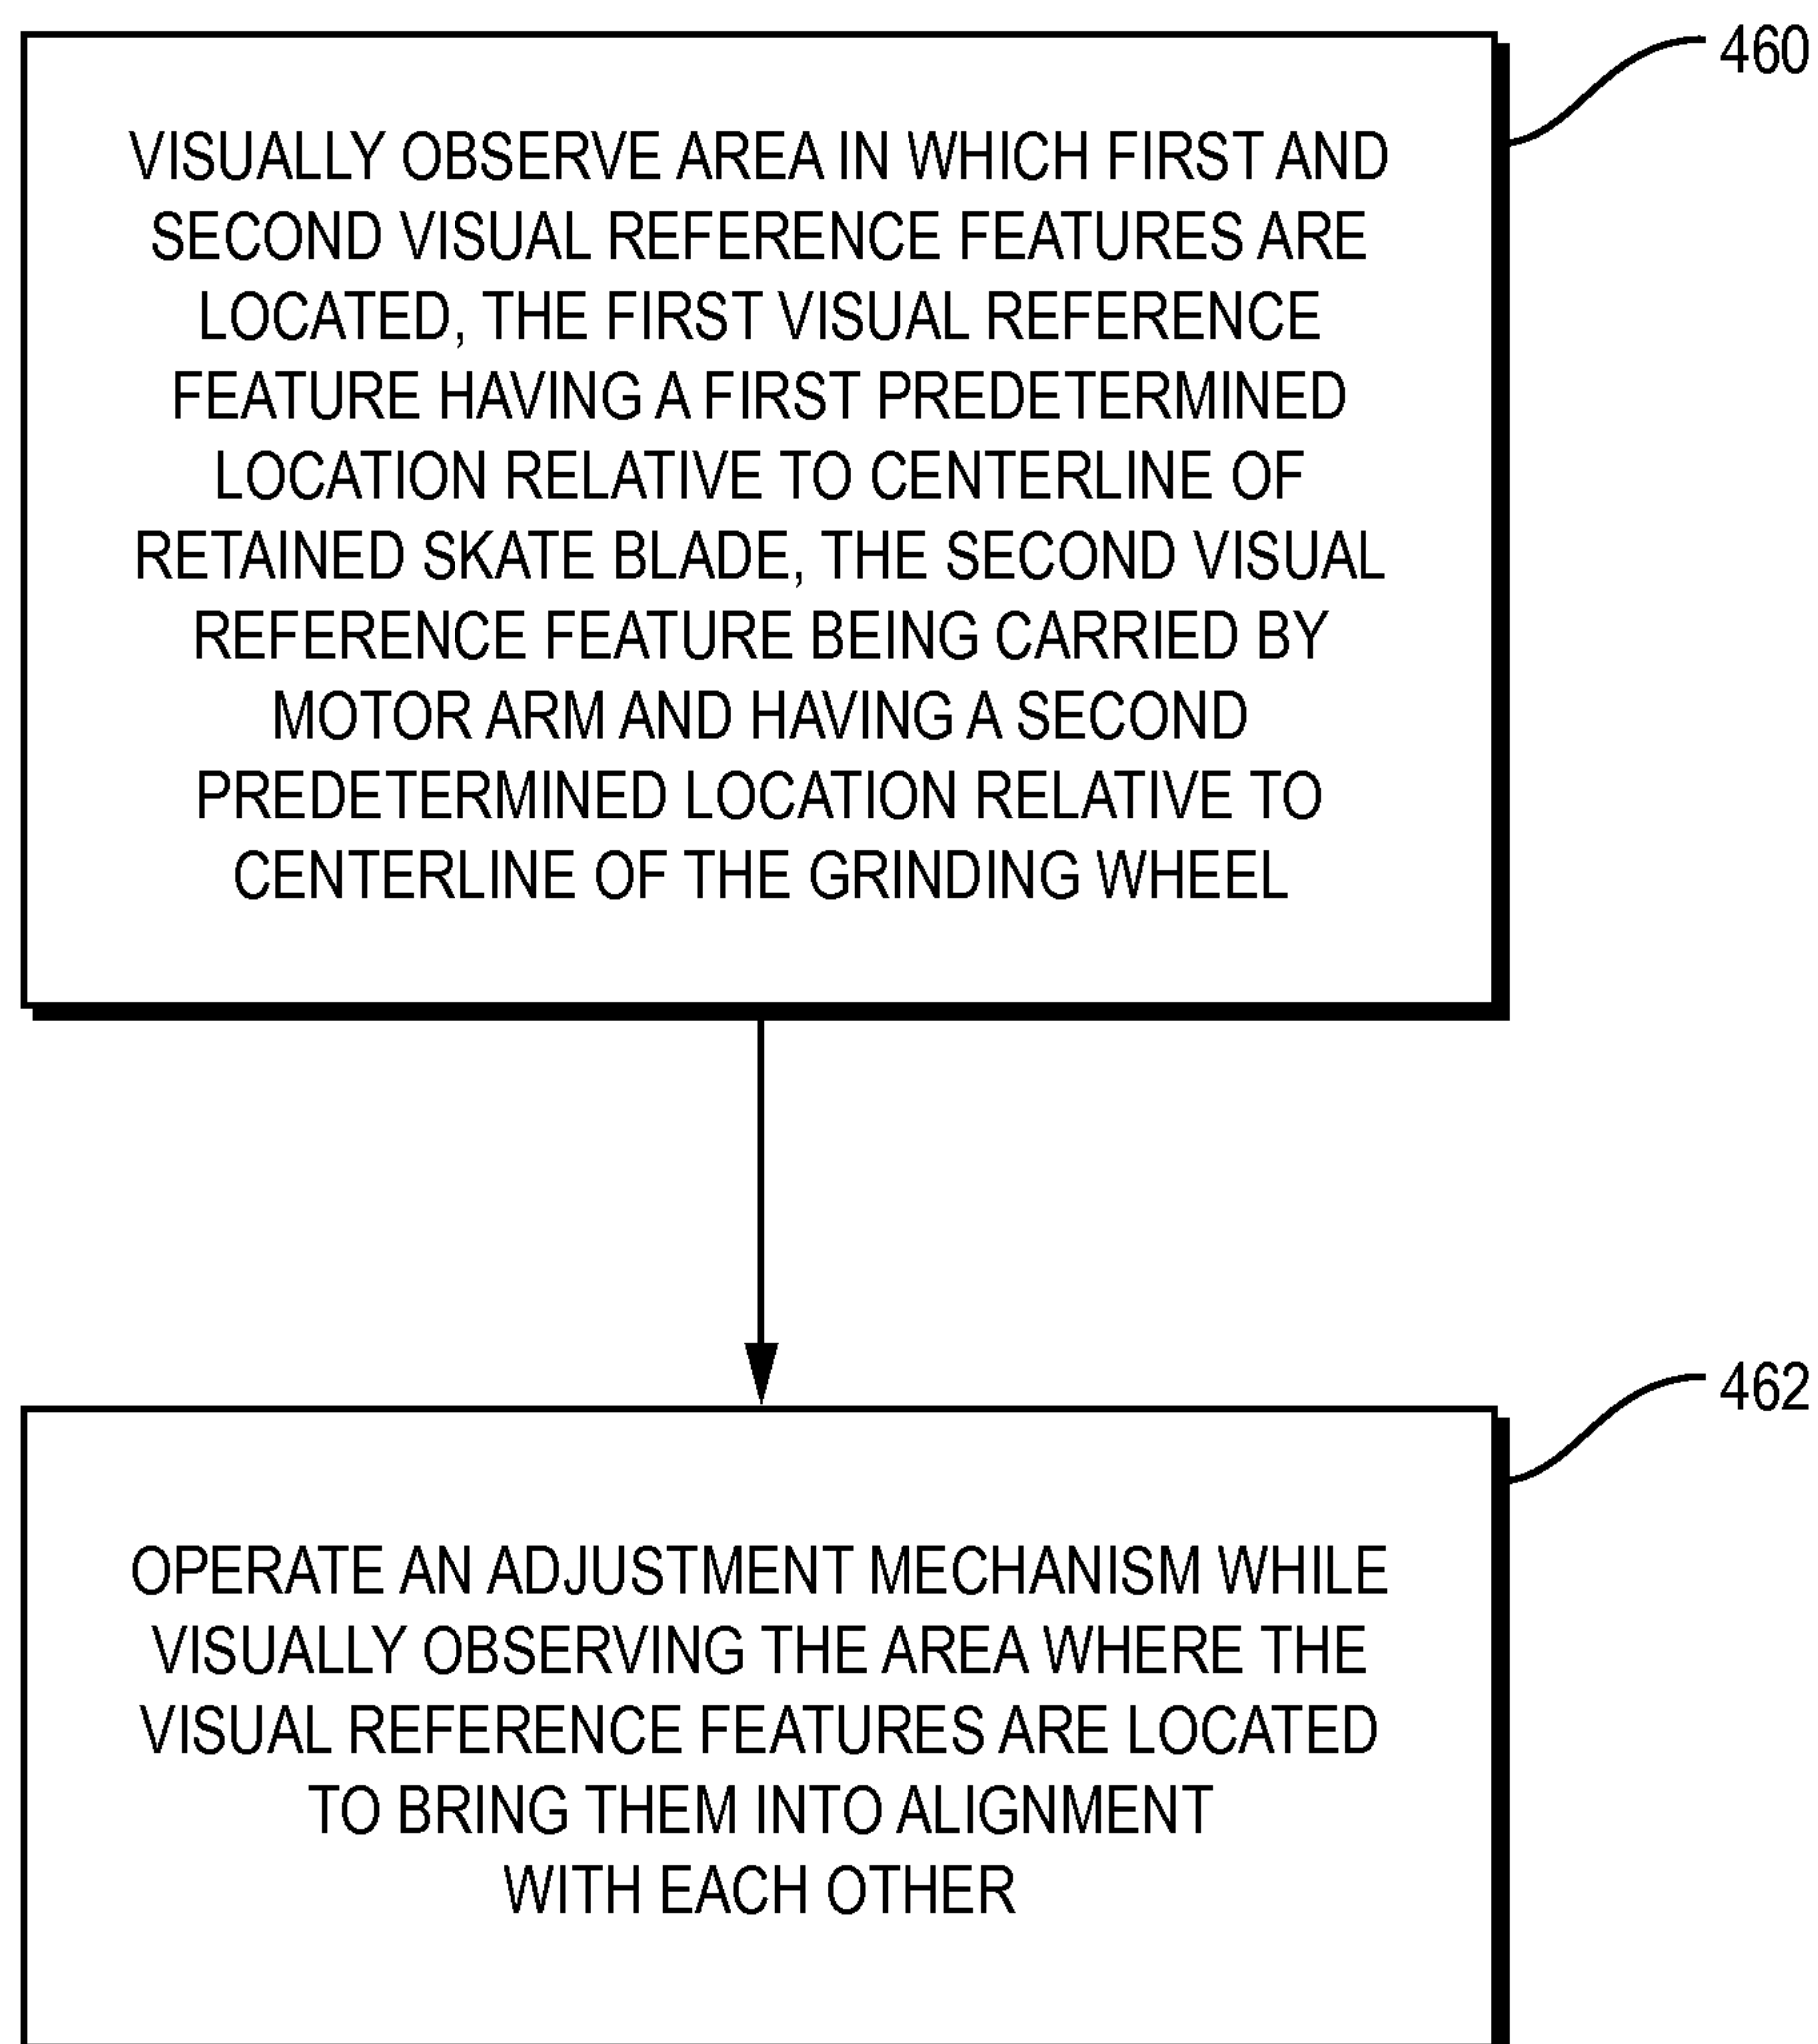 460
VISUALLY OBSERVE AREA IN WHICH FIRST AND
SECOND VISUAL REFERENCE FEATURES ARE
LOCATED, THE FIRST VISUAL REFERENCE
FEATURE HAVING A FIRST PREDETERMINED
LOCATION RELATIVE TO CENTERLINE OF
RETAINED SKATE BLADE, THE SECOND VISUAL
REFERENCE FEATURE BEING CARRIED BY
MOTOR ARM AND HAVING A SECOND
PREDETERMINED LOCATION RELATIVE TO
CENTERLINE OF THE GRINDING WHEEL
462
OPERATE AN ADJUSTMENT MECHANISM WHILE
VISUALLY OBSERVING THE AREA WHERE THE
VISUAL REFERENCE FEATURES ARE LOCATED
TO BRING THEM INTO ALIGNMENT
WITH EACH OTHER